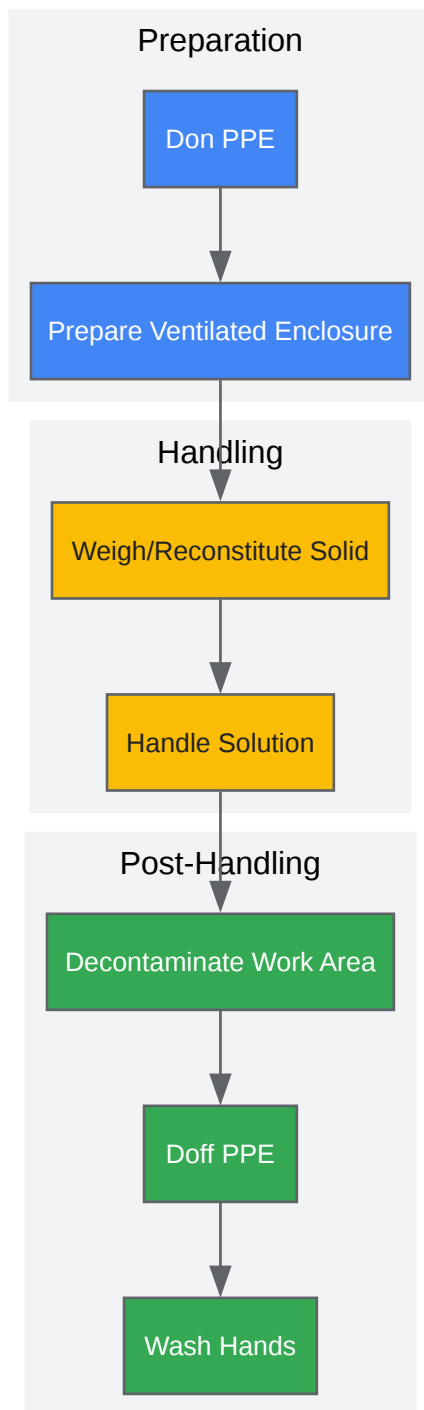 Preparation
Don PPE
Prepare Ventilated Enclosure
Handling
Weigh/Reconstitute Solid
Handle Solution
Post-Handling
Decontaminate Work Area
Doff PPE
Wash Hands